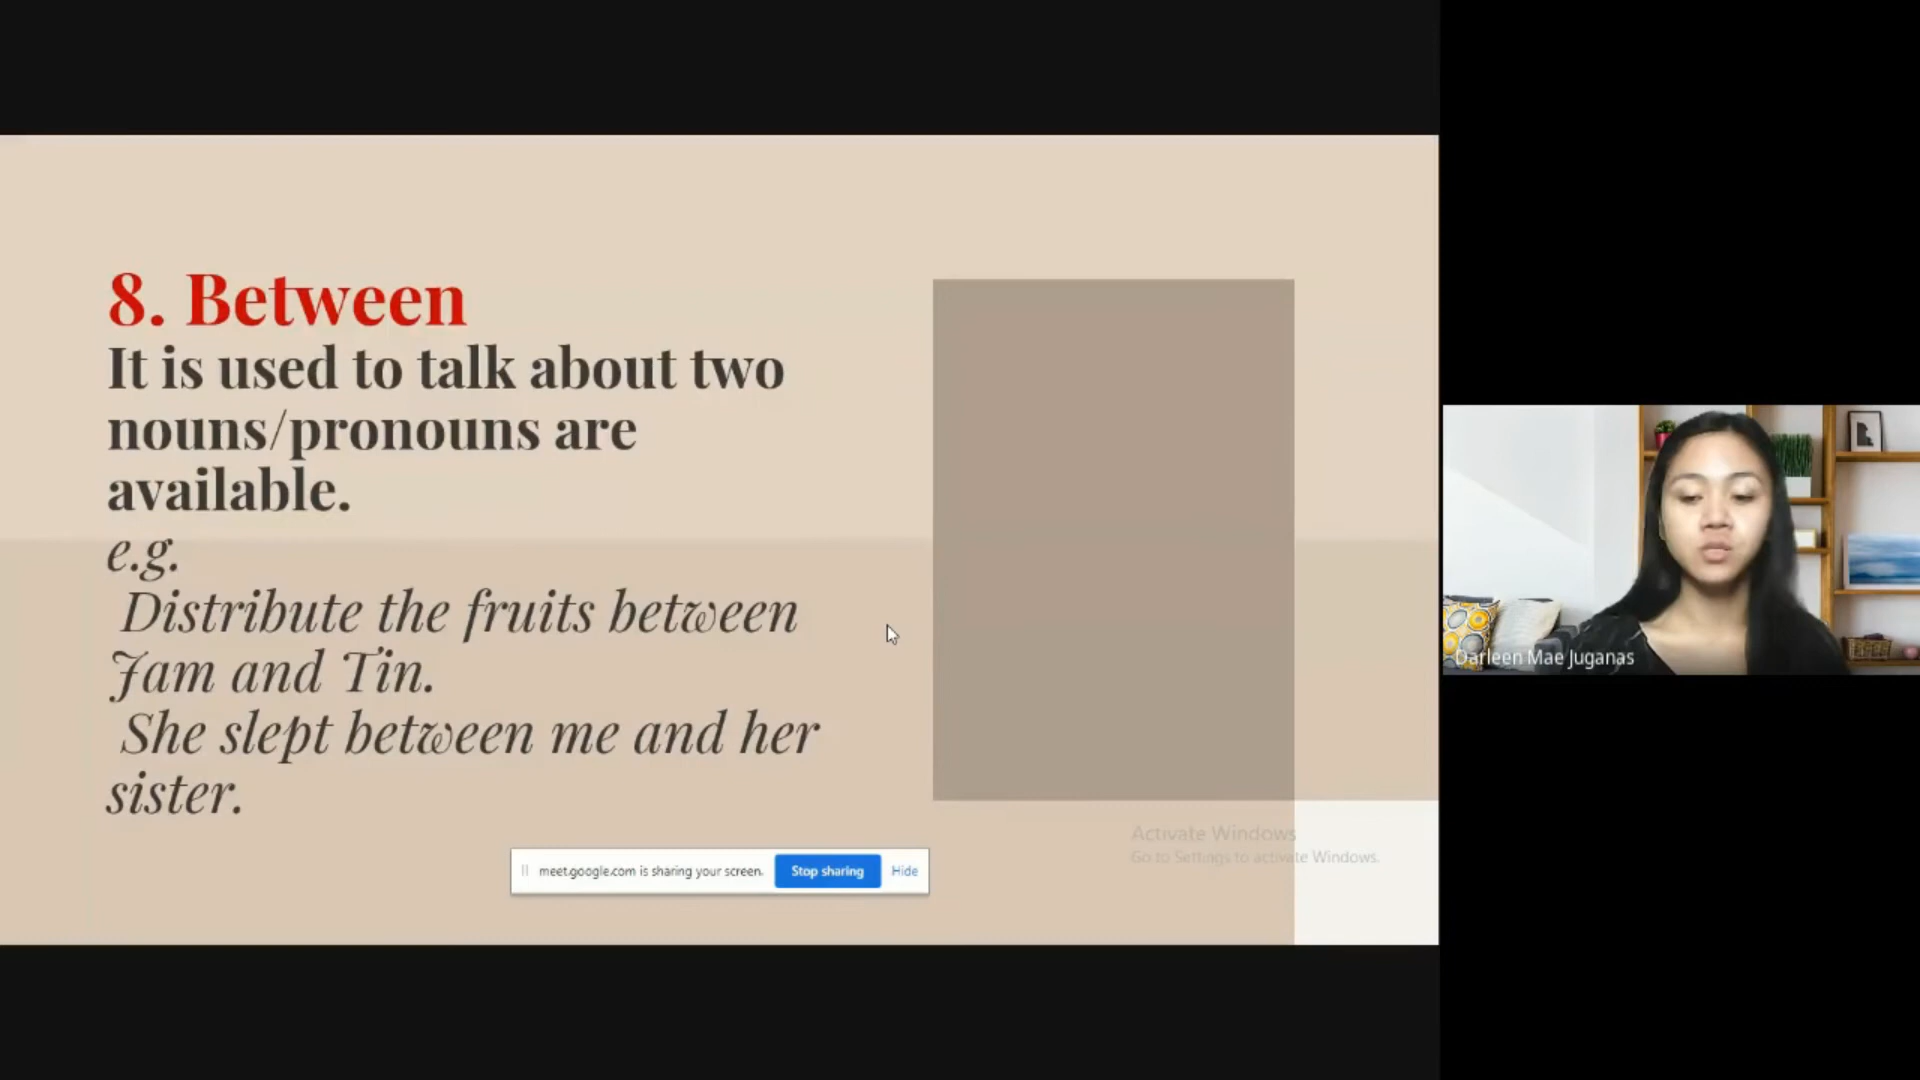 8. Between
It is used to talk about two
nouns/pronouns are
available.
e.g.
Distribute the fruits between
Jam and Tin.
She slept between me and her
sister.
Activate Windows
Go to Settings to activate Windows.
meet.google.com is sharing your screen.
Stop sharing
Hide
Darleen Mae Juganas